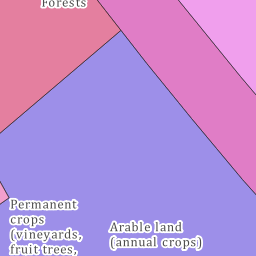 Forests
Permanent
crops
(vineyards,
fruit trees,
Arable land
(annual crops)